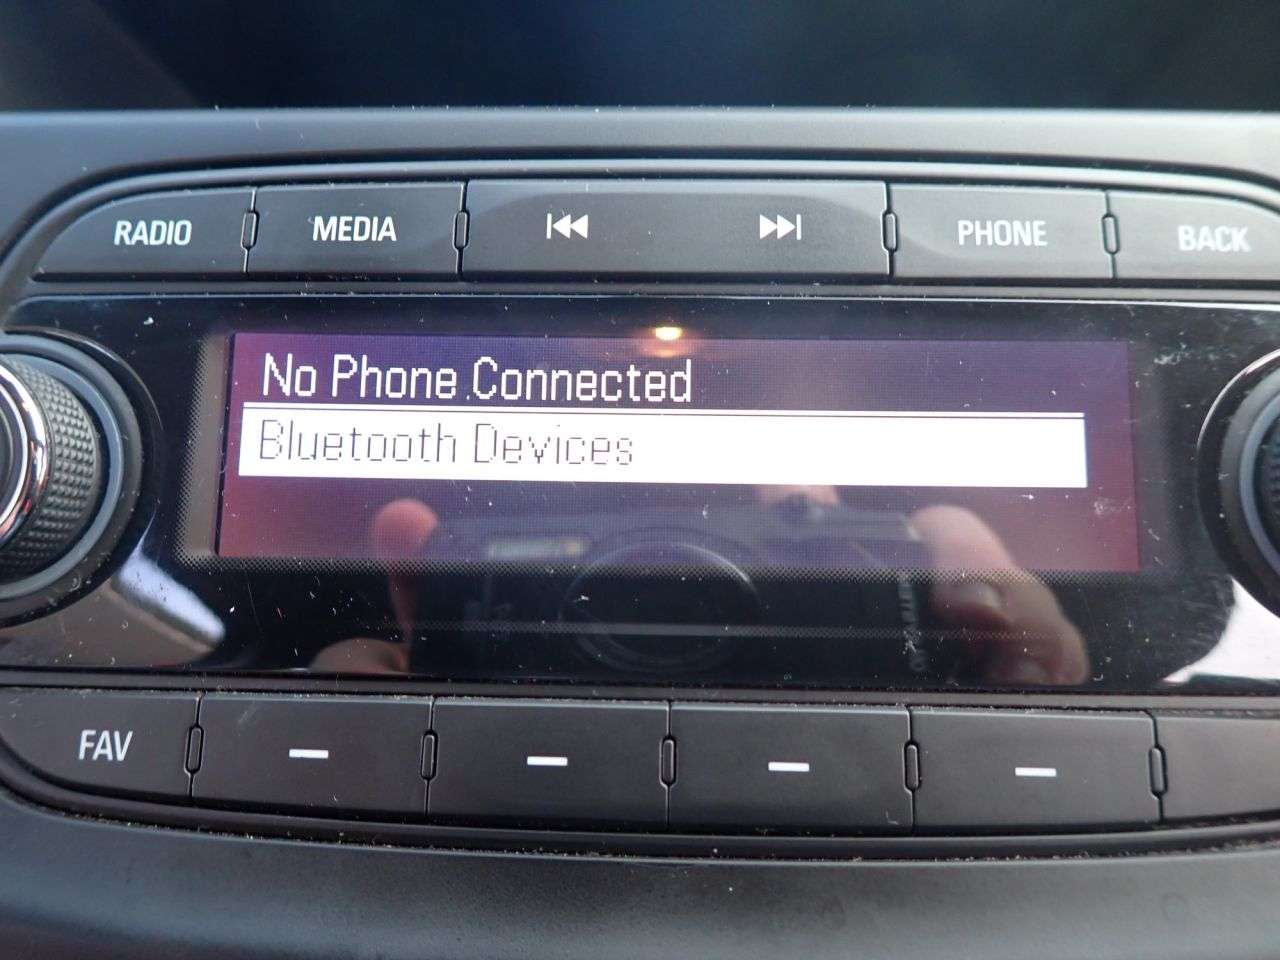 RADIO MEDIA PHONE BACK
No Phone Connected
Bluetooth Devices
FAV